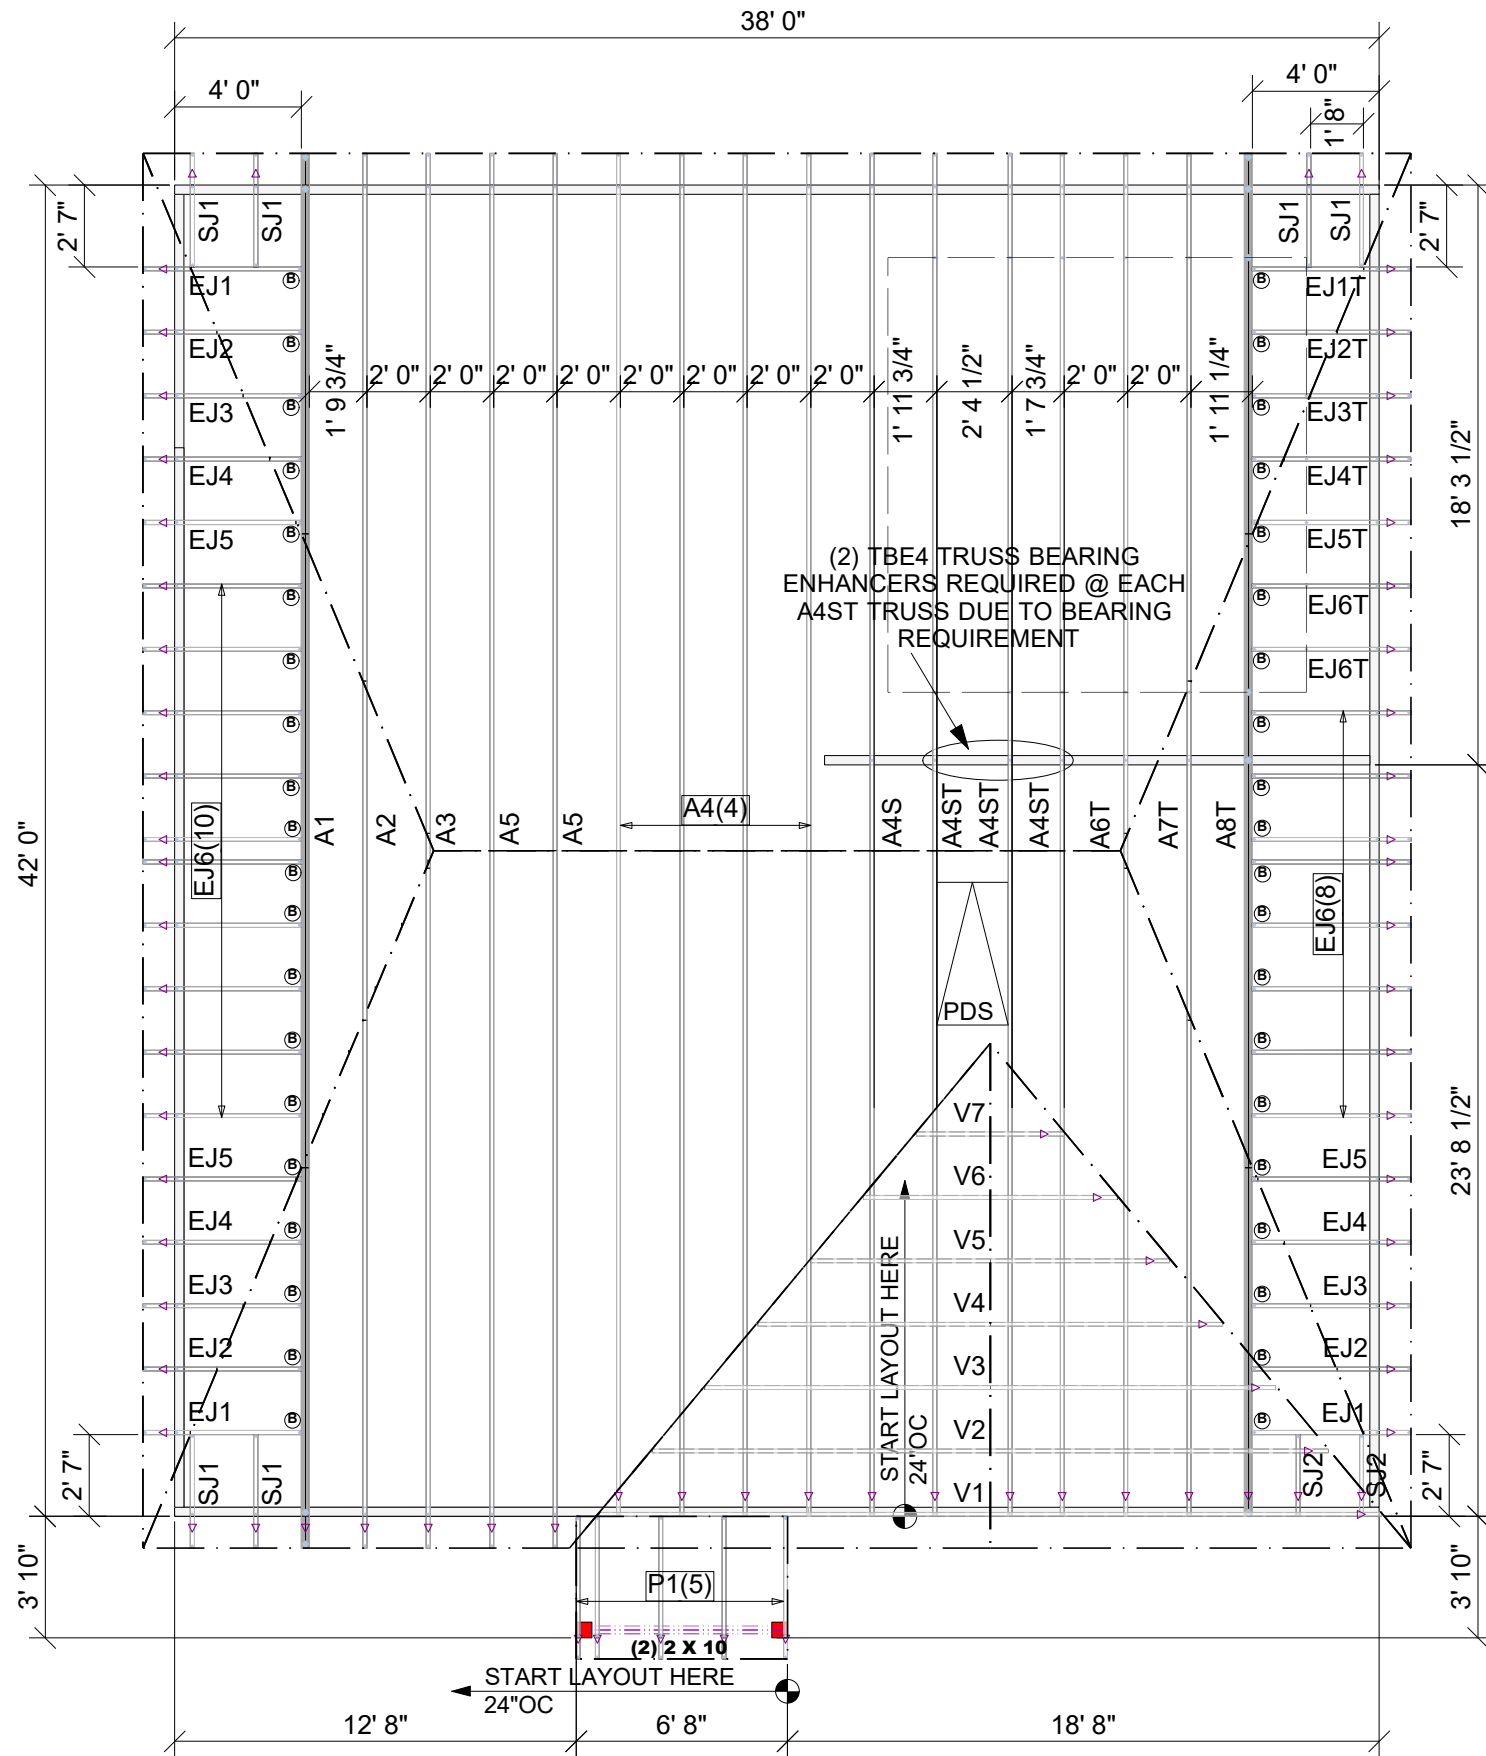 38' 0"
4' 0"
4' 0"
1' 8"
2' 7"
SJ1
SJ1
SJ1
SJ1
2' 7"
EJ1
B
B
EJ1T
EJ2
B
B
EJ2T
1' 9 3/4"
2' 0"
2' 0"
2' 0"
2' 0"
2' 0"
2' 0"
2' 0"
1' 11 3/4"
2' 4 1/2"
1' 7 3/4"
2' 0"
2' 0"
1' 11 1/4"
EJ3
B
B
EJ3T
EJ4
B
B
EJ4T
18' 3 1/2"
EJ5
B
B
EJ5T
(2) TBE4 TRUSS BEARING
ENHANCERS REQUIRED @ EACH
A4ST TRUSS DUE TO BEARING
REQUIREMENT
B
B
EJ6T
B
B
EJ6T
B
B
B
B
42' 0"
EJ6(10)
A1
A2
A3
A5
A5
A4(4)
A4S
A4ST
A4ST
A4ST
A6T
A7T
A8T
B
B
B
B
EJ6(8)
B
B
B
B
PDS
B
B
B
B
V7
EJ5
B
B
EJ5
V6
23' 8 1/2"
EJ4
B
B
EJ4
V5
START LAYOUT HERE
24"OC
EJ3
B
B
EJ3
V4
EJ2
B
B
EJ2
V3
EJ1
B
B
EJ1
V2
2' 7"
SJ1
SJ1
V1
SJ2
SJ2
2' 7"
3' 10"
P1(5)
3' 10"
(2) 2 X 10
START LAYOUT HERE
24"OC
12' 8"
6' 8"
18' 8"